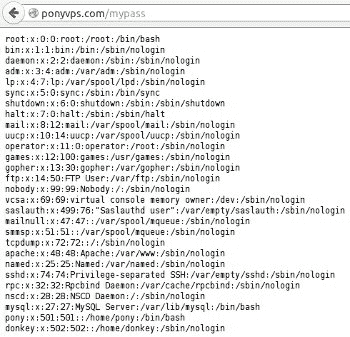 ponyvps.com/mypass
root:x:0:0:root:/root:/bin/bash
bin:x:1:1:bin:/bin:/sbin/nologin
daemon:x:2:2:daemon:/sbin:/sbin/nologin
adm:x:3:4:adm:/var/adm:/sbin/nologin
lp:x:4:7:lp:/var/spool/lpd:/sbin/nologin
sync:x:5:0:sync:/sbin:/bin/sync
shutdown:x:6:0:shutdown:/sbin:/sbin/shutdown
halt:x:7:0:halt:/sbin:/sbin/halt
mail:x:8:12:mail:/var/spool/mail:/sbin/nologin
uucp:x:10:14:uucp:/var/spool/uucp:/sbin/nologin
operator:x:11:0:operator:/root:/sbin/nologin
games:x:12:100:games:/usr/games:/sbin/nologin
gopher:x:13:30:gopher:/var/gopher:/sbin/nologin
ftp:x:14:50:FTP User:/var/ftp:/sbin/nologin
nobody:x:99:99:Nobody:/:/sbin/nologin
vcsa:x:69:69:virtual console memory owner:/dev:/sbin/nologin
saslauth:x:499:76:"Saslauthd user":/var/empty/saslauth:/sbin/nologin
mailnull:x:47:47::/var/spool/mqueue:/sbin/nologin
smmsp:x:51:51::/var/spool/mqueue:/sbin/nologin
tcpdump:x:72:72::/:/sbin/nologin
apache:x:48:48:Apache:/var/www:/sbin/nologin
named:x:25:25:Named:/var/named:/sbin/nologin
sshd:x:74:74:Privilege-separated SSH:/var/empty/sshd:/sbin/nologin
rpc:x:32:32:Rpcbind Daemon:/var/cache/rpcbind:/sbin/nologin
nscd:x:28:28:NSCD Daemon:/:/sbin/nologin
mysql:x:27:27:MySQL Server:/var/lib/mysql:/bin/bash
pony:x:501:501::/home/pony:/bin/bash
donkey:x:502:502::/home/donkey:/sbin/nologin